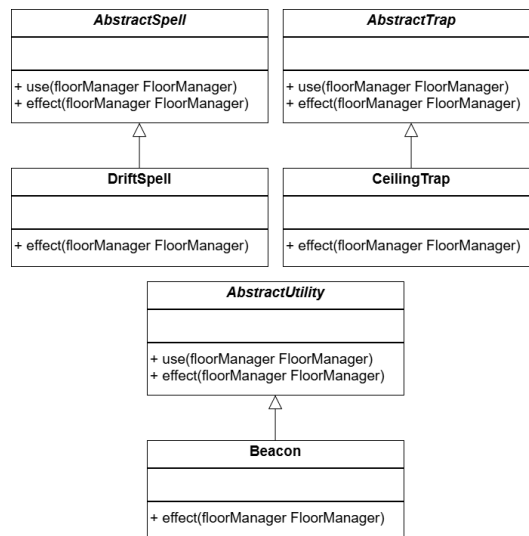 AbstractSpell
+ use(floorManager FloorManager)
+ effect(floorManager FloorManager)
DriftSpell
+ effect(floorManager FloorManager)
AbstractTrap
+ use(floorManager FloorManager)
+ effect(floorManager FloorManager)
CeilingTrap
+ effect(floorManager FloorManager)
AbstractUtility
+ use(floorManager FloorManager)
+ effect(floorManager FloorManager)
Beacon
+ effect(floorManager FloorManager)